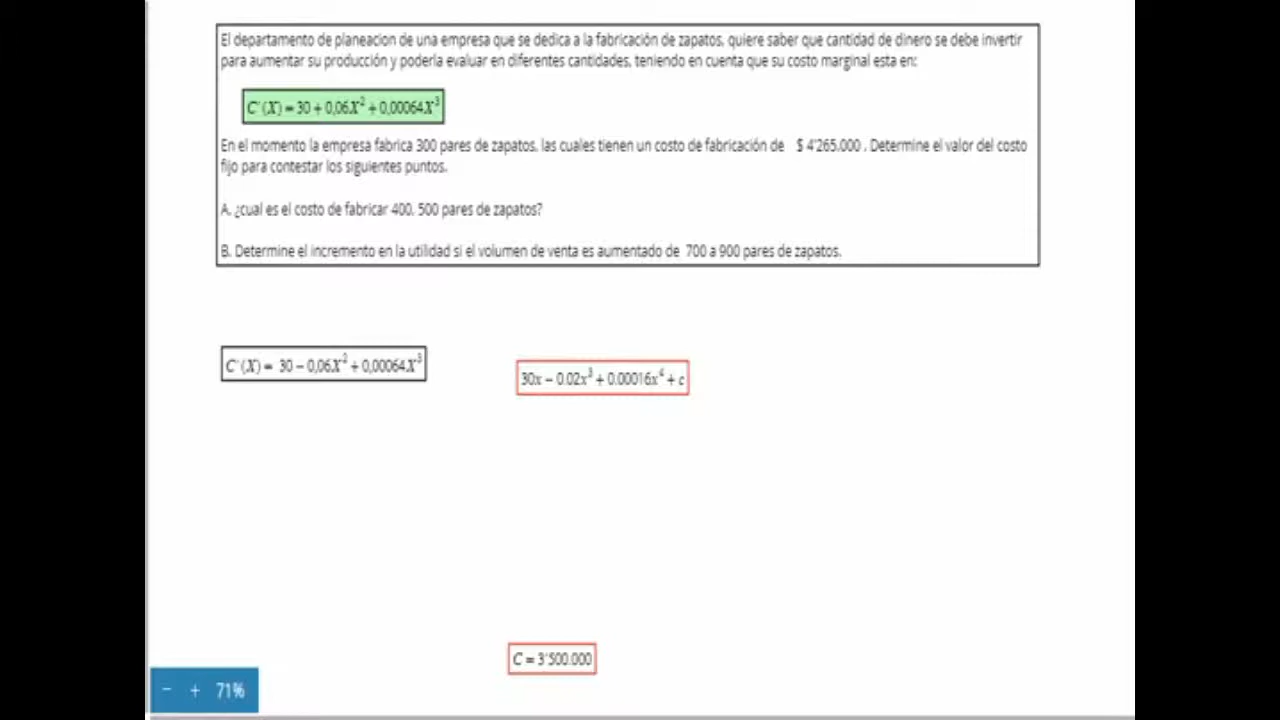 El departamento de planeacion de una empresa que se dedica a la fabricación de zapatos, quiere saber que cantidad de dinero se debe invertir
para aumentar su producción y poderla evaluar en diferentes cantidades, teniendo en cuenta que su costo marginal esta en:
C'(X) = 30 + 0,06X² + 0,00064X³
En el momento la empresa fabrica 300 pares de zapatos, las cuales tienen un costo de fabricación de $ 4'265.000 . Determine el valor del costo
fijo para contestar los siguientes puntos.
A. ¿cual es el costo de fabricar 400, 500 pares de zapatos?
B. Determine el incremento en la utilidad si el volumen de venta es aumentado de 700 a 900 pares de zapatos.
C'(X) = 30 − 0,06X² + 0,00064X³
30x − 0.02x³ + 0.00016x⁴ + c
C = 3'500.000
− + 71%